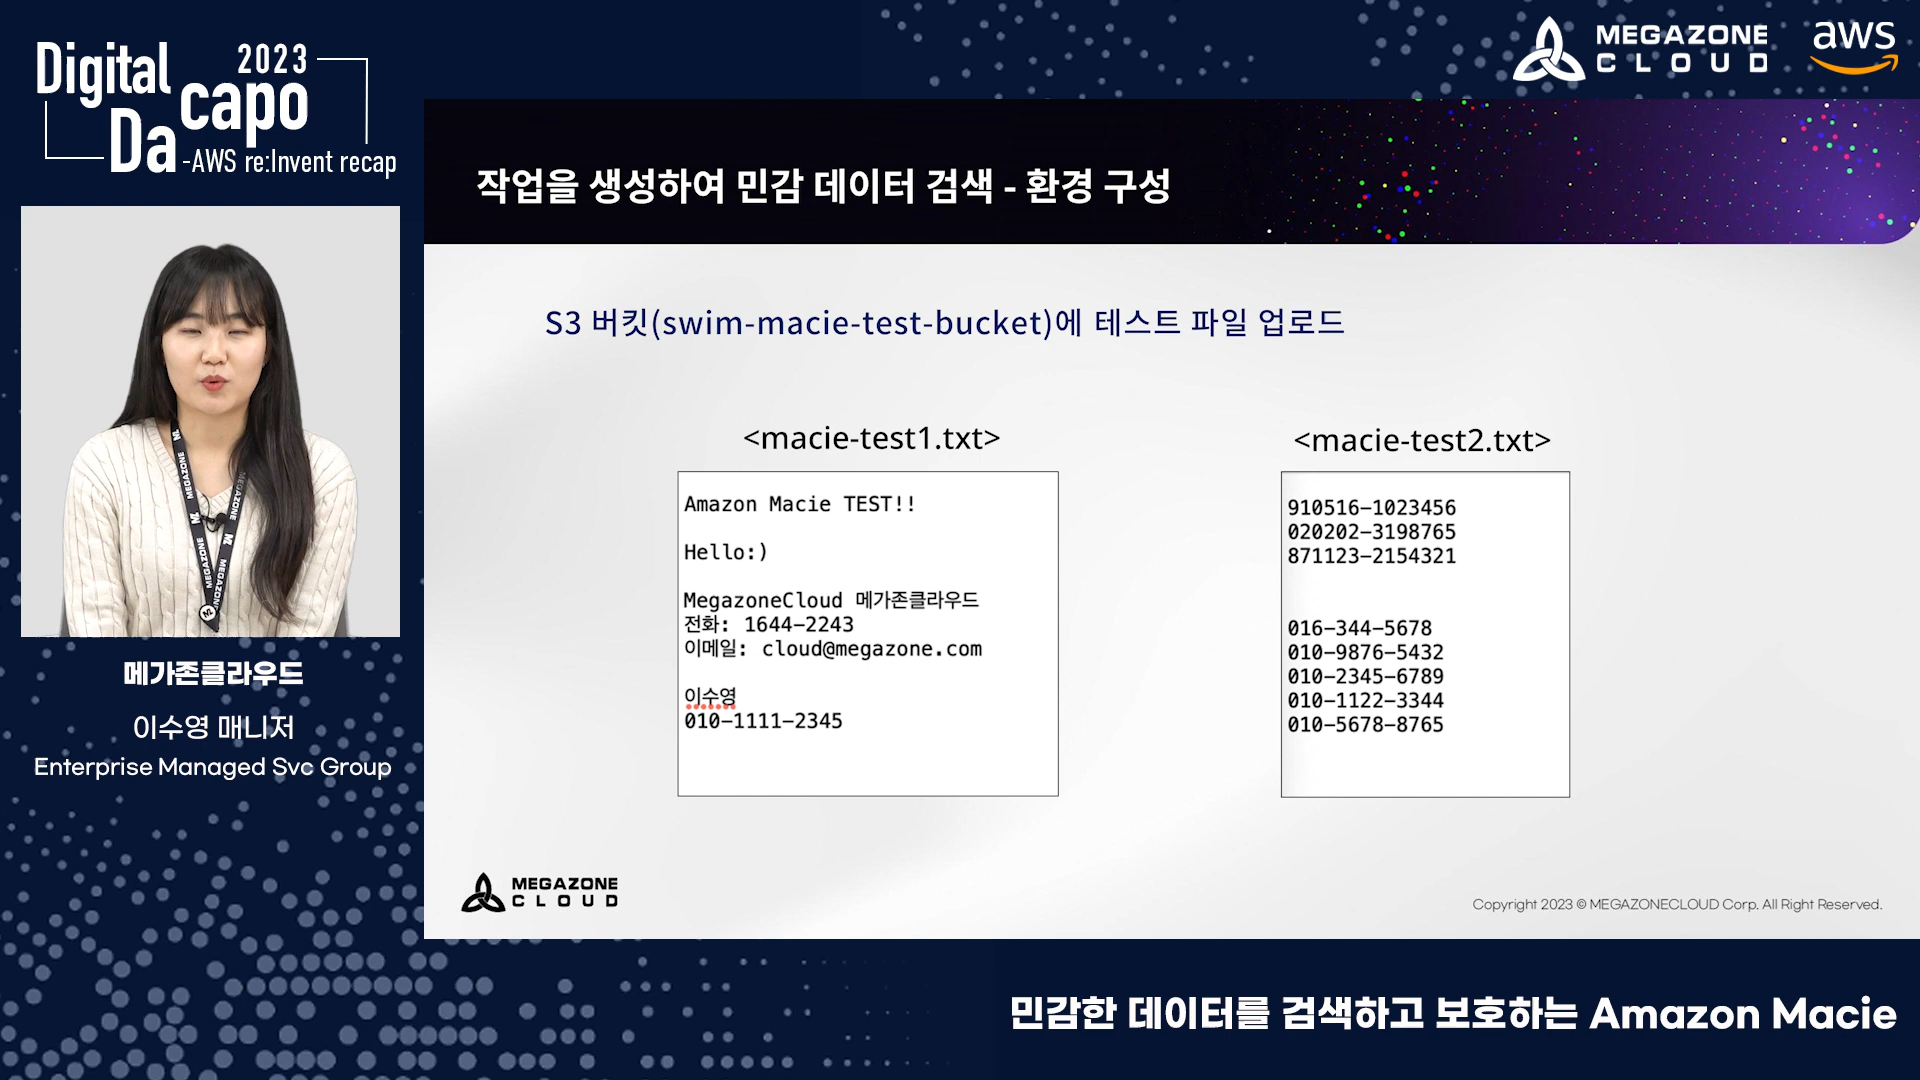 Digital
2023
Da capo
-AWS re:Invent recap
MEGAZONE
CLOUD
aws
작업을 생성하여 민감 데이터 검색 - 환경 구성
S3 버킷(swim-macie-test-bucket)에 테스트 파일 업로드
<macie-test1.txt>
Amazon Macie TEST!!
Hello:)
MegazoneCloud 메가존클라우드
전화: 1644-2243
이메일: cloud@megazone.com
이수영
010-1111-2345
<macie-test2.txt>
910516-1023456
020202-3198765
871123-2154321
016-344-5678
010-9876-5432
010-2345-6789
010-1122-3344
010-5678-8765
MEGAZONE
CLOUD
Copyright 2023 © MEGAZONECLOUD Corp. All Right Reserved.
MEGAZONE
MEGAZONE
MEGAZONE
MEGAZONE
메가존클라우드
이수영 매니저
Enterprise Managed Svc Group
민감한 데이터를 검색하고 보호하는 Amazon Macie